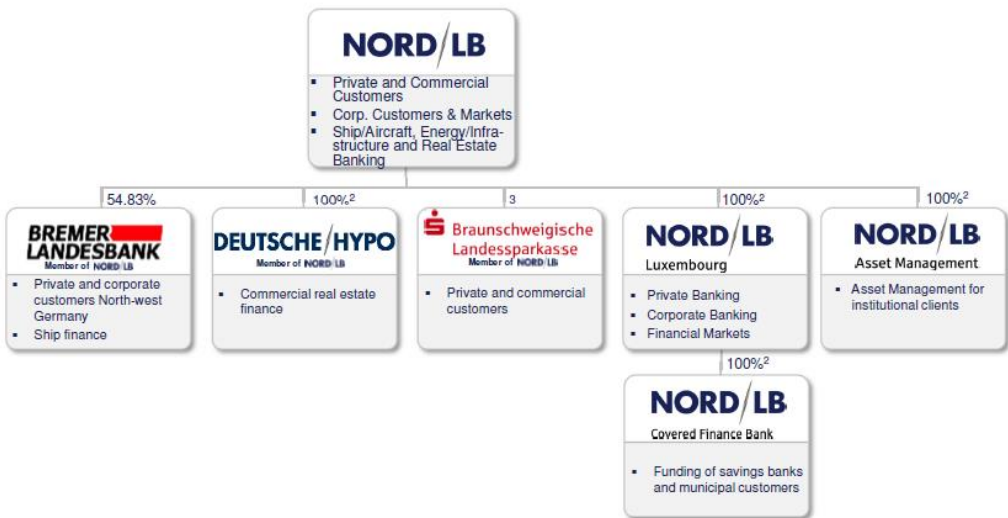 NORD/LB
▪ Private and Commercial
Customers
▪ Corp. Customers & Markets
▪ Ship/Aircraft, Energy/Infra-
structure and Real Estate
Banking
54.83%
BREMER
LANDESBANK
Member of NORD/LB
▪ Private and corporate
customers North-west
Germany
▪ Ship finance
100%²
DEUTSCHE/HYPO
Member of NORD/LB
▪ Commercial real estate
finance
3
Braunschweigische
Landessparkasse
Member of NORD/LB
▪ Private and commercial
customers
100%²
NORD/LB
Luxembourg
▪ Private Banking
▪ Corporate Banking
▪ Financial Markets
100%²
NORD/LB
Asset Management
▪ Asset Management for
institutional clients
100%²
NORD/LB
Covered Finance Bank
▪ Funding of savings banks
and municipal customers